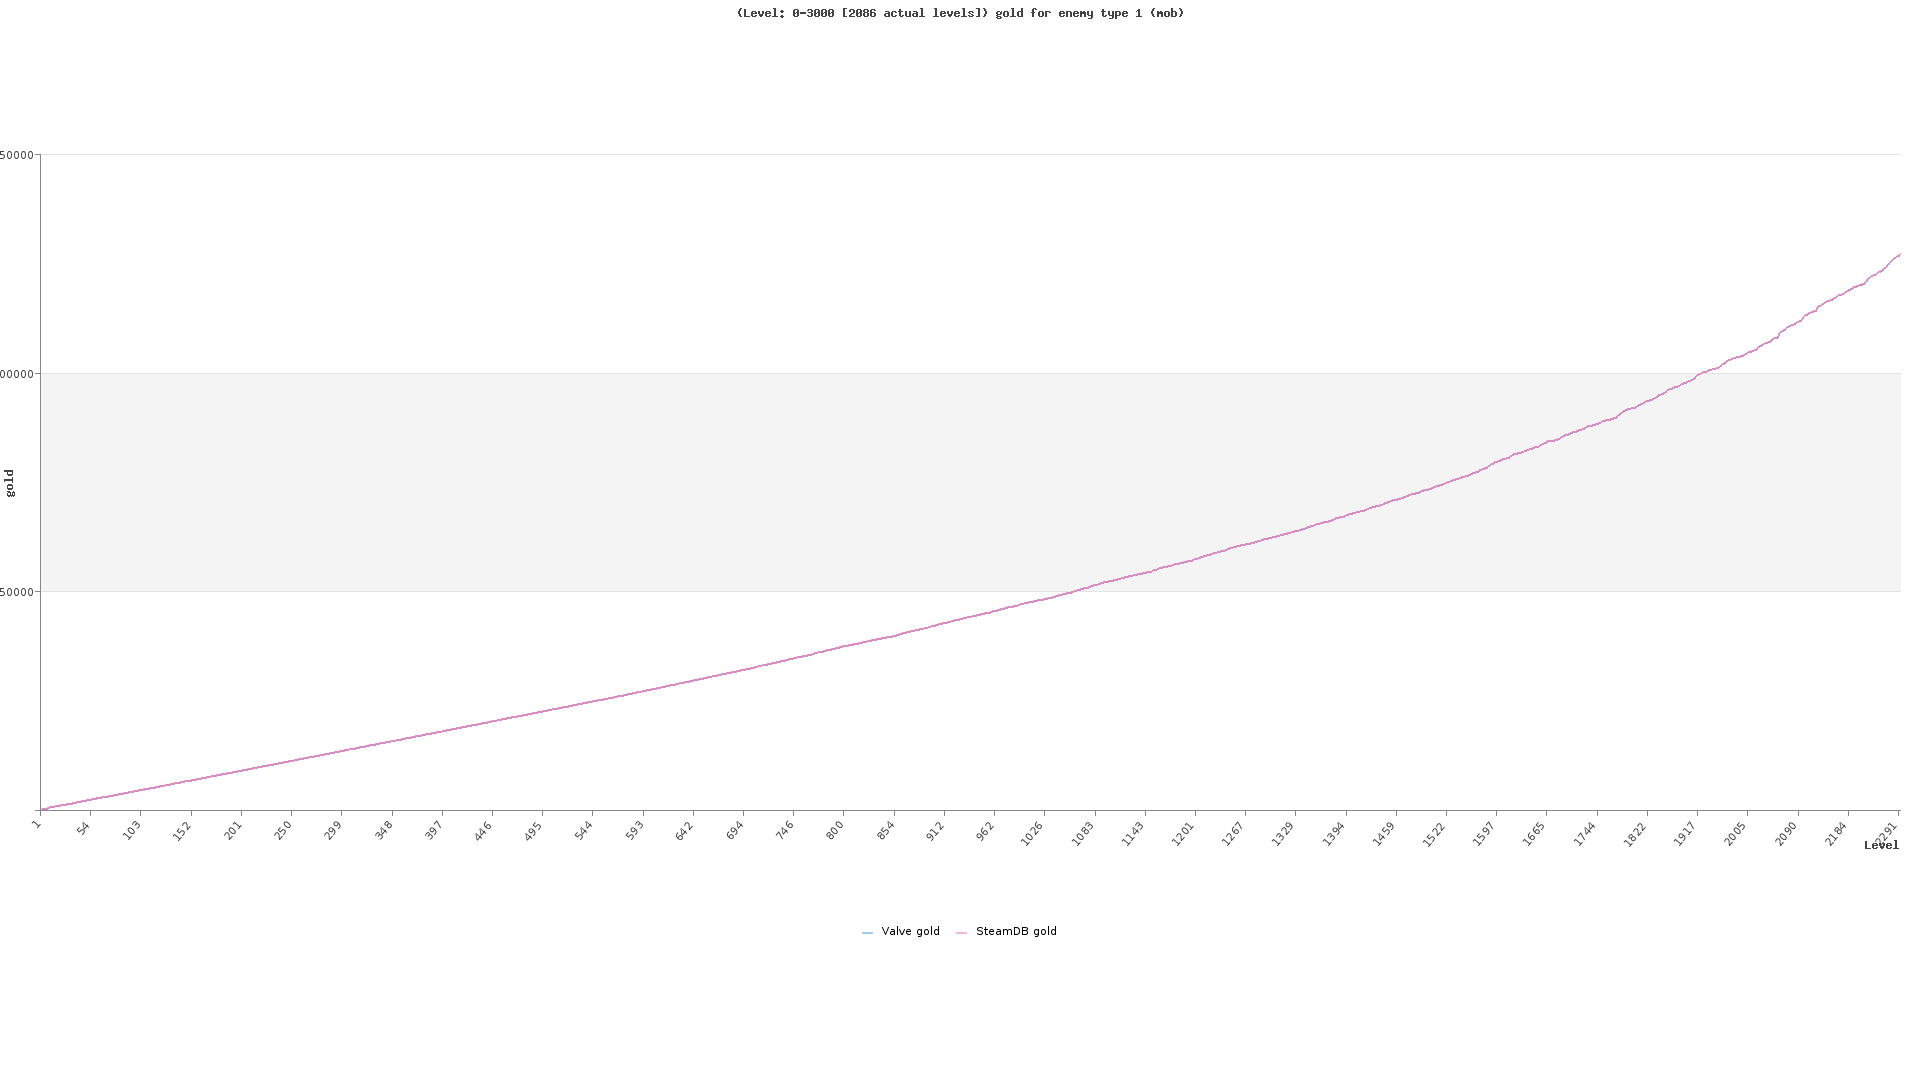 (Level: 0-3000 [2086 actual levels]) gold for enemy type 1 (mob)
50000
00000
50000
gold
1 54 103 152 201 250 299 348 397 446 495 544 593 642 694 746 800 854 912 962 1026 1083 1143 1201 1267 1329 1394 1459 1522 1597 1665 1744 1822 1917 2005 2090 2184 2291
Level
Valve gold SteamDB gold